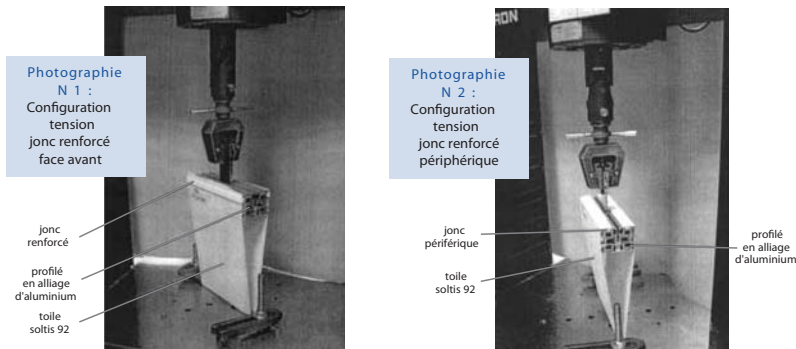 Photographie
N 1 :
Configuration
tension
jonc renforcé
face avant
jonc
renforcé
profilé
en alliage
d'aluminium
toile
soltis 92
Photographie
N 2 :
Configuration
tension
jonc renforcé
périphérique
RON
jonc
périférique
toile
soltis 92
profilé
en alliage
d'aluminium